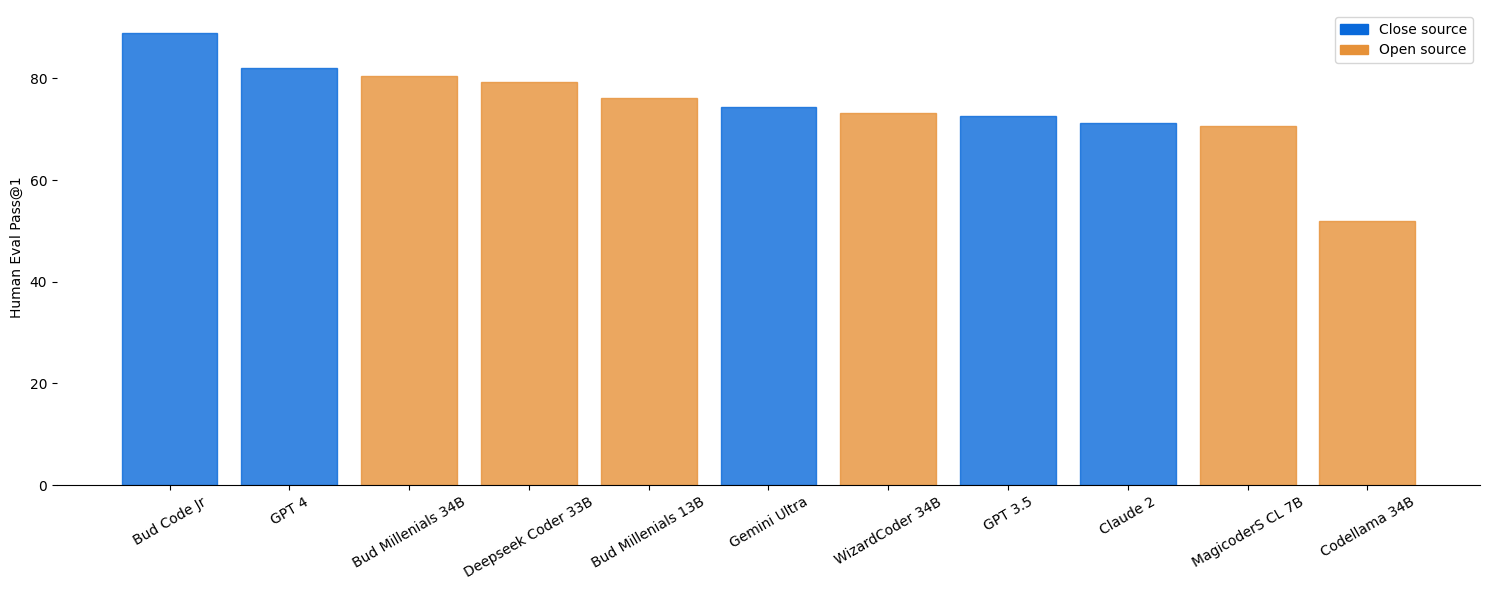 Close source
Open source
Human Eval Pass@1
80
60
40
20
0
Bud Code Jr
GPT 4
Bud Millenials 34B
Deepseek Coder 33B
Bud Millenials 13B
Gemini Ultra
WizardCoder 34B
GPT 3.5
Claude 2
MagicoderS CL 7B
Codellama 34B